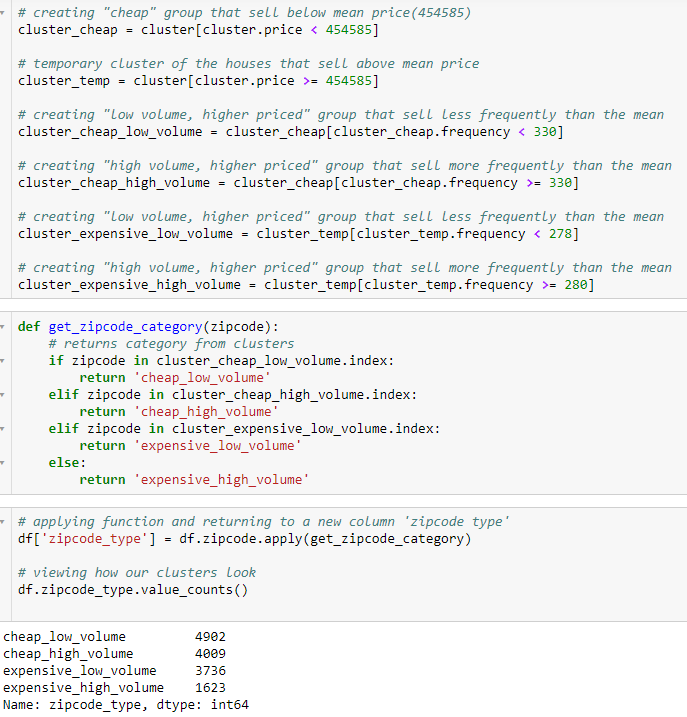 # creating "cheap" group that sell below mean price(454585)
cluster_cheap = cluster[cluster.price < 454585]
# temporary cluster of the houses that sell above mean price
cluster_temp = cluster[cluster.price >= 454585]
# creating "low volume, higher priced" group that sell less frequently than the mean
cluster_cheap_low_volume = cluster_cheap[cluster_cheap.frequency < 330]
# creating "high volume, higher priced" group that sell more frequently than the mean
cluster_cheap_high_volume = cluster_cheap[cluster_cheap.frequency >= 330]
# creating "low volume, higher priced" group that sell less frequently than the mean
cluster_expensive_low_volume = cluster_temp[cluster_temp.frequency < 278]
# creating "high volume, higher priced" group that sell more frequently than the mean
cluster_expensive_high_volume = cluster_temp[cluster_temp.frequency >= 280]
def get_zipcode_category(zipcode):
    # returns category from clusters
    if zipcode in cluster_cheap_low_volume.index:
        return 'cheap_low_volume'
    elif zipcode in cluster_cheap_high_volume.index:
        return 'cheap_high_volume'
    elif zipcode in cluster_expensive_low_volume.index:
        return 'expensive_low_volume'
    else:
        return 'expensive_high_volume'
# applying function and returning to a new column 'zipcode type'
df['zipcode_type'] = df.zipcode.apply(get_zipcode_category)
# viewing how our clusters look
df.zipcode_type.value_counts()
cheap_low_volume         4902
cheap_high_volume        4009
expensive_low_volume     3736
expensive_high_volume    1623
Name: zipcode_type, dtype: int64